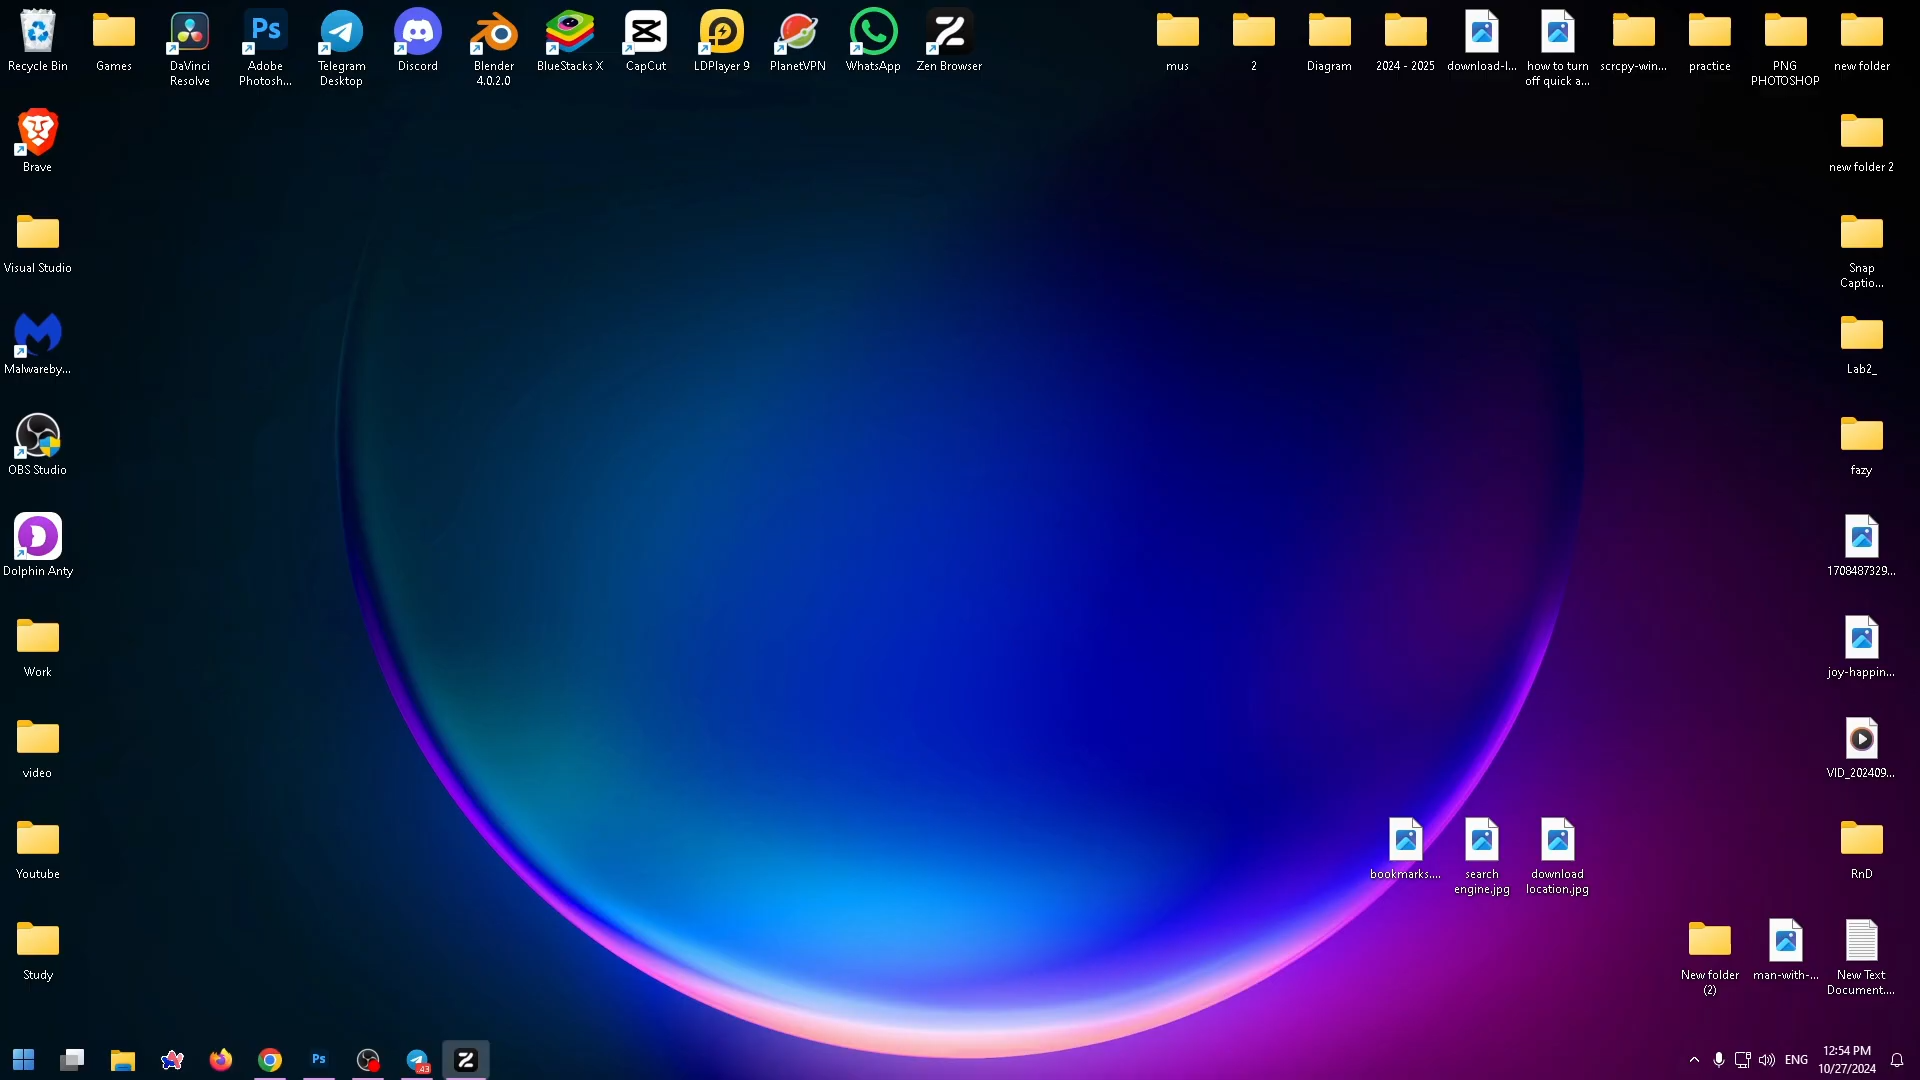 Recycle Bin
Games
DaVinci
Resolve
Adobe
Photosh...
Telegram
Desktop
Discord
Blender
4.0.2.0
BlueStacks X
CapCut
LDPlayer 9
PlanetVPN
WhatsApp
Zen Browser
mus
2
Diagram
2024 - 2025
download-l...
how to turn
off quick a...
scrcpy-win...
practice
PNG
PHOTOSHOP
new folder
Brave
new folder 2
Visual Studio
Snap
Captio...
Malwareby...
Lab2_
OBS Studio
fazy
Dolphin Anty
1708487329...
Work
joy-happin...
video
VID_202409...
Youtube
bookmarks....
search
engine.jpg
download
location.jpg
RnD
Study
New folder
(2)
man-with-...
New Text
Document....
Ps
Ps
43
ENG
12:54 PM
10/27/2024